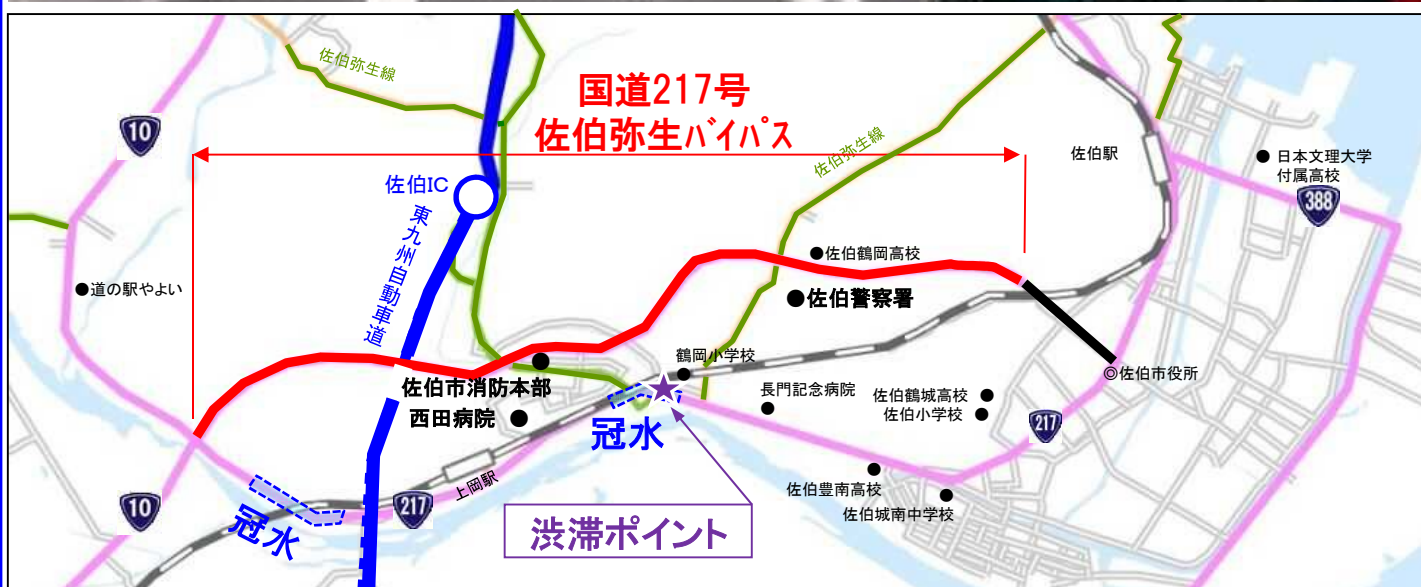 佐伯弥生線
国道217号
佐伯弥生バイパス
10
佐伯弥生線
佐伯駅
日本文理大学
付属高校
388
佐伯IC
東九州自動車道
●佐伯鶴岡高校
●道の駅やよい
●佐伯警察署
鶴岡小学校
◎佐伯市役所
佐伯市消防本部
長門記念病院
佐伯鶴城高校
佐伯小学校
西田病院
冠水
217
上岡駅
佐伯豊南高校
10
217
冠水
佐伯城南中学校
渋滞ポイント